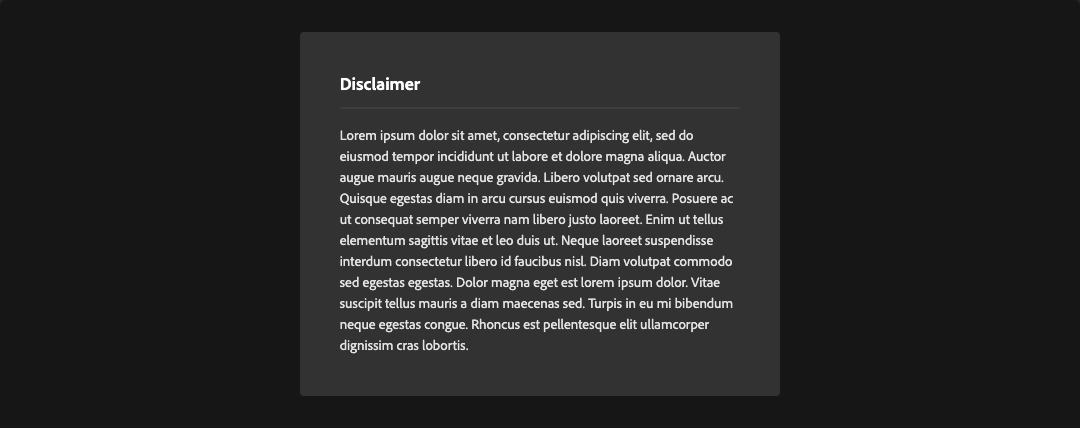 Disclaimer
Lorem ipsum dolor sit amet, consectetur adipiscing elit, sed do
eiusmod tempor incididunt ut labore et dolore magna aliqua. Auctor
augue mauris augue neque gravida. Libero volutpat sed ornare arcu.
Quisque egestas diam in arcu cursus euismod quis viverra. Posuere ac
ut consequat semper viverra nam libero justo laoreet. Enim ut tellus
elementum sagittis vitae et leo duis ut. Neque laoreet suspendisse
interdum consectetur libero id faucibus nisl. Diam volutpat commodo
sed egestas egestas. Dolor magna eget est lorem ipsum dolor. Vitae
suscipit tellus mauris a diam maecenas sed. Turpis in eu mi bibendum
neque egestas congue. Rhoncus est pellentesque elit ullamcorper
dignissim cras lobortis.